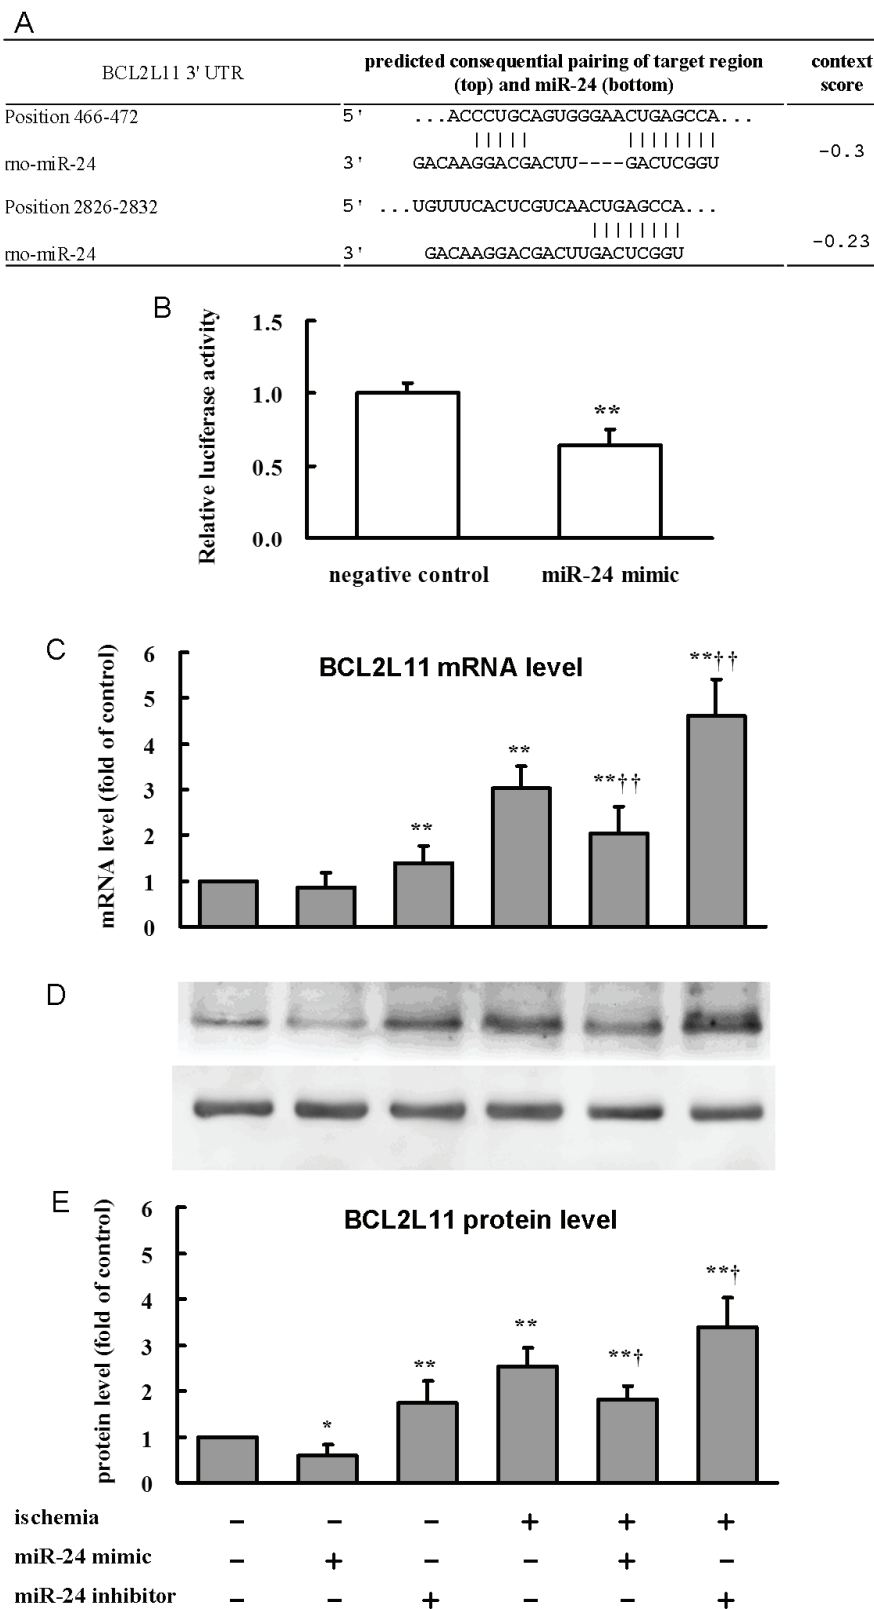 A
BCL2L11 3' UTR
predicted consequential pairing of target region
(top) and miR-24 (bottom)
context
score
Position 466-472 5' ...ACCCUGCAGUGGGAACUGAGCCA...
||||| ||||||||
rno-miR-24 3' GACAAGGACGACUU----GACUCGGU
-0.3
Position 2826-2832 5' ...UGUUUCACUCGUCAACUGAGCCA...
||||||||
rno-miR-24 3' GACAAGGACGACUUGACUCGGU
-0.23
B
Relative luciferase activity
1.5
1.0
0.5
0.0
**
negative control miR-24 mimic
C
BCL2L11 mRNA level
mRNA level (fold of control)
6
5
4
3
2
1
0
** ** **†† **††
D
E
BCL2L11 protein level
protein level (fold of control)
6
5
4
3
2
1
0
* ** ** **† **†
ischemia - - - + + +
miR-24 mimic - + - - + -
miR-24 inhibitor - - + - - +